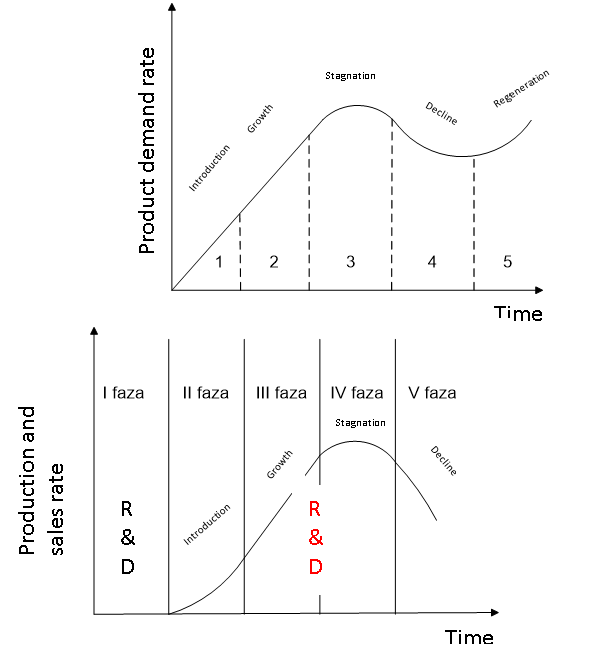 Product demand rate
Introduction
Growth
Stagnation
Decline
Regeneration
1 2 3 4 5
Time
Production and
sales rate
I faza II faza III faza IV faza V faza
Introduction
Growth
Stagnation
Decline
R
&
D
R
&
D
Time